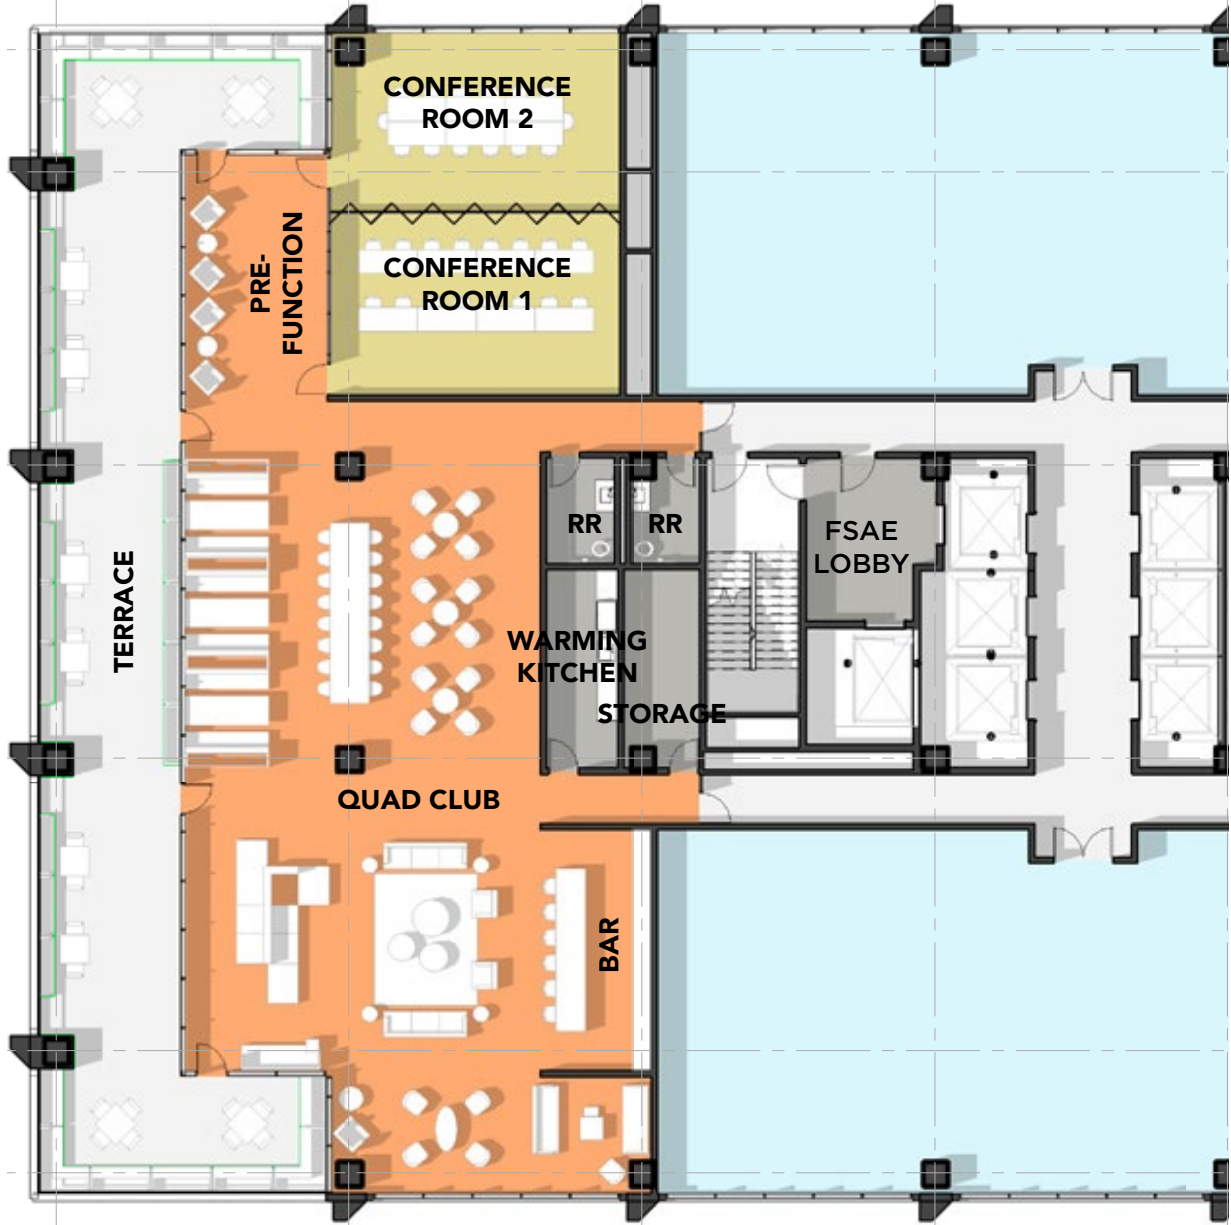 CONFERENCE
ROOM 2
PRE-
FUNCTION
CONFERENCE
ROOM 1
RR
RR
FSAE
LOBBY
TERRACE
WARMING
KITCHEN
STORAGE
QUAD CLUB
BAR